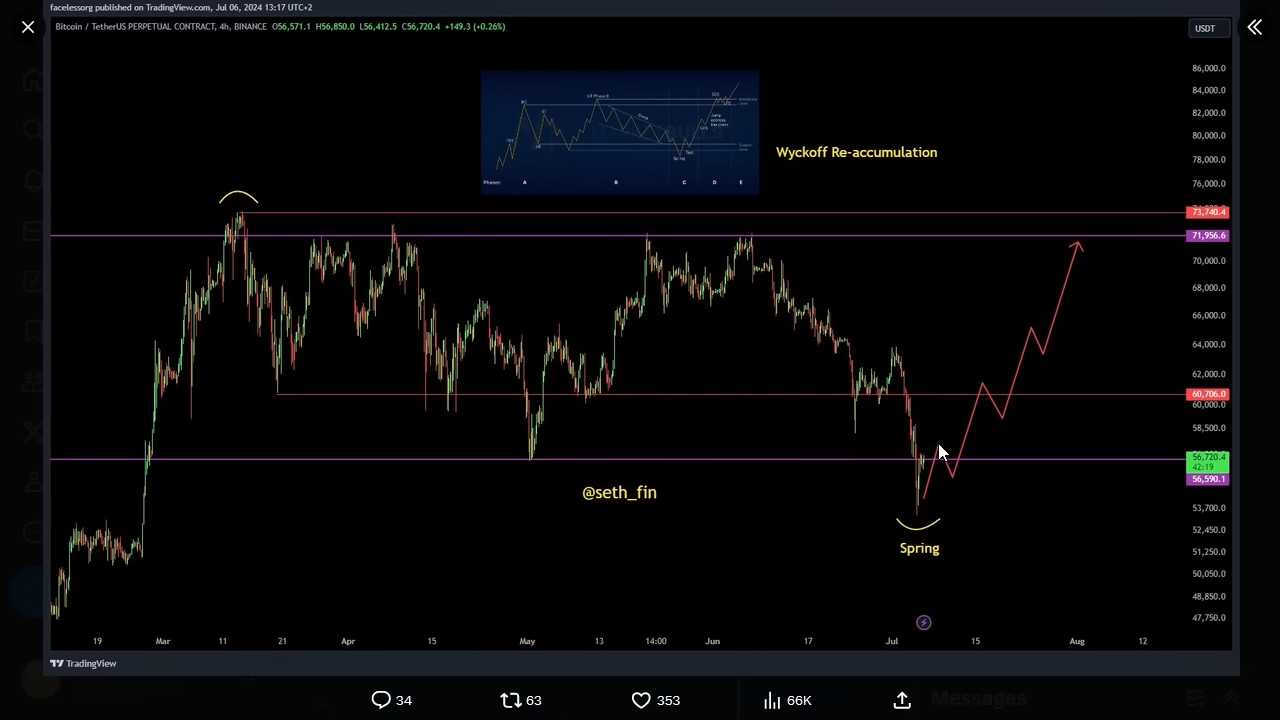 facelessorg published on TradingView.com, Jul 06, 2024 13:17 UTC+2
Bitcoin / TetherUS PERPETUAL CONTRACT, 4h, BINANCE O56,571.1 H56,850.0 L56,412.5 C56,720.4 +149.3 (+0.26%)
USDT
86,000.0
84,000.0
82,000.0
80,000.0
78,000.0
76,000.0
73,740.4
71,956.6
70,000.0
68,000.0
66,000.0
64,000.0
62,000.0
60,706.0
60,000.0
58,500.0
56,720.4
42:19
56,590.1
53,700.0
52,450.0
51,250.0
50,050.0
48,850.0
47,750.0
UT Phase B
Spring
Test
Phases
A B C D E
Wyckoff Re-accumulation
@seth_fin
Spring
19 Mar 11 21 Apr 15 May 13 14:00 Jun 17 Jul 15 Aug 12
TradingView
34 63 353 66K
Messages